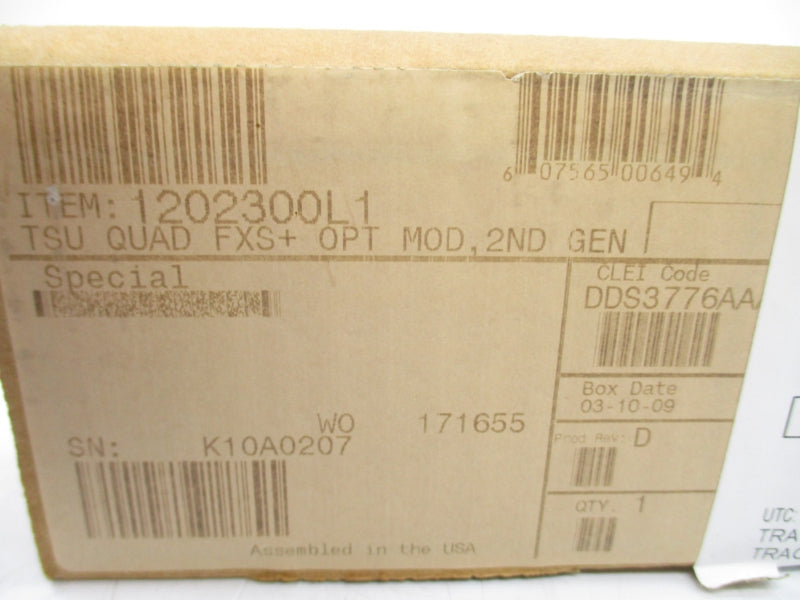 6 07565 00649 4
ITEM: 1202300L1
TSU QUAD FXS+ OPT MOD, 2ND GEN
Special
CLEI Code
DDS3776AA
Box Date
03-10-09
WO 171655
Prod Rev: D
SN: K10A0207
QTY. 1
Assembled in the USA
UTC:
TRA
TRAC